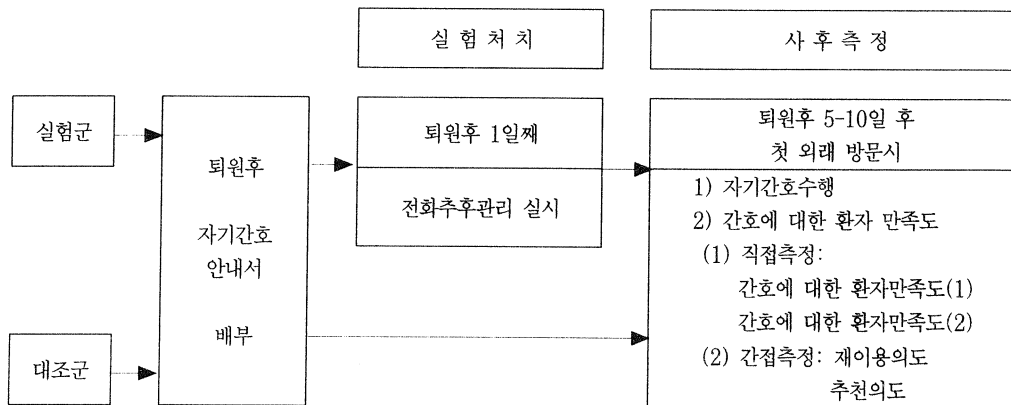 실 험 처 치
사 후 측 정
실험군
대조군
퇴원후
자기간호
안내서
배부
퇴원후 1일째
전화추후관리 실시
퇴원후 5-10일 후
첫 외래 방문시
1) 자기간호수행
2) 간호에 대한 환자 만족도
(1) 직접측정:
간호에 대한 환자만족도(1)
간호에 대한 환자만족도(2)
(2) 간접측정: 재이용의도
추천의도